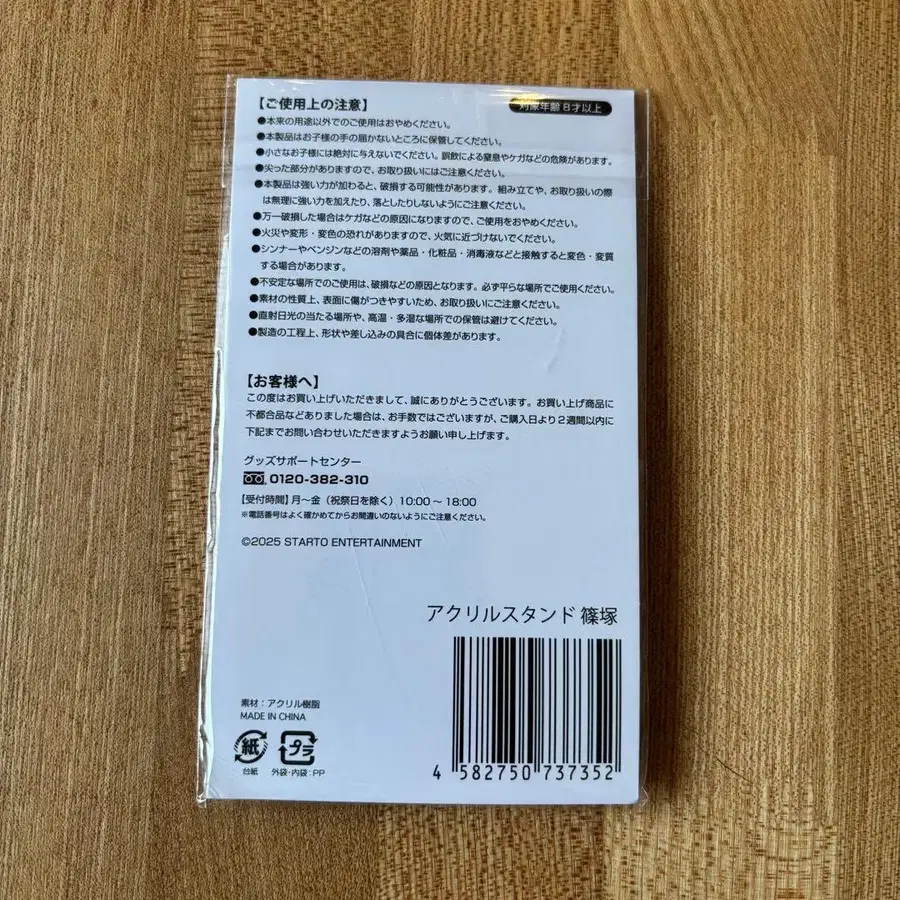 【ご使用上の注意】
対象年齢 8才以上
●本来の用途以外でのご使用はおやめください。
●本製品はお子様の手の届かないところに保管してください。
●小さなお子様には絶対に与えないでください。誤飲による窒息やケガなどの危険があります。
●尖った部分がありますので、お取り扱いにはご注意ください。
●本製品は強い力が加わると、破損する可能性があります。組み立てや、お取り扱いの際
は無理に強い力を加えたり、落としたりしないようにご注意ください。
●万一破損した場合はケガなどの原因になりますので、ご使用をおやめください。
●火災や変形・変色の恐れがありますので、火気に近づけないでください。
●シンナーやベンジンなどの溶剤や薬品・化粧品・消毒液などと接触すると変色・変質
する場合があります。
●不安定な場所でのご使用は、破損などの原因となります。必ず平らな場所でご使用ください。
●素材の性質上、表面に傷がつきやすいため、お取り扱いにご注意ください。
●直射日光の当たる場所や、高温・多湿な場所での保管は避けてください。
●製造の工程上、形状や差し込みの具合に個体差があります。
【お客様へ】
この度はお買い上げいただきまして、誠にありがとうございます。お買い上げ商品に
不都合品などありました場合は、お手数ではございますが、ご購入日より2週間以内に
下記までお問い合わせいただきますようお願い申し上げます。
グッズサポートセンター
0120-382-310
【受付時間】月〜金（祝祭日を除く）10:00〜18:00
※電話番号はよく確かめてからお間違いのないようにご注意ください。
©2025 STARTO ENTERTAINMENT
アクリルスタンド 篠塚
素材：アクリル樹脂
MADE IN CHINA
紙
プラ
台紙
外袋・内袋：PP
4 582750 737352